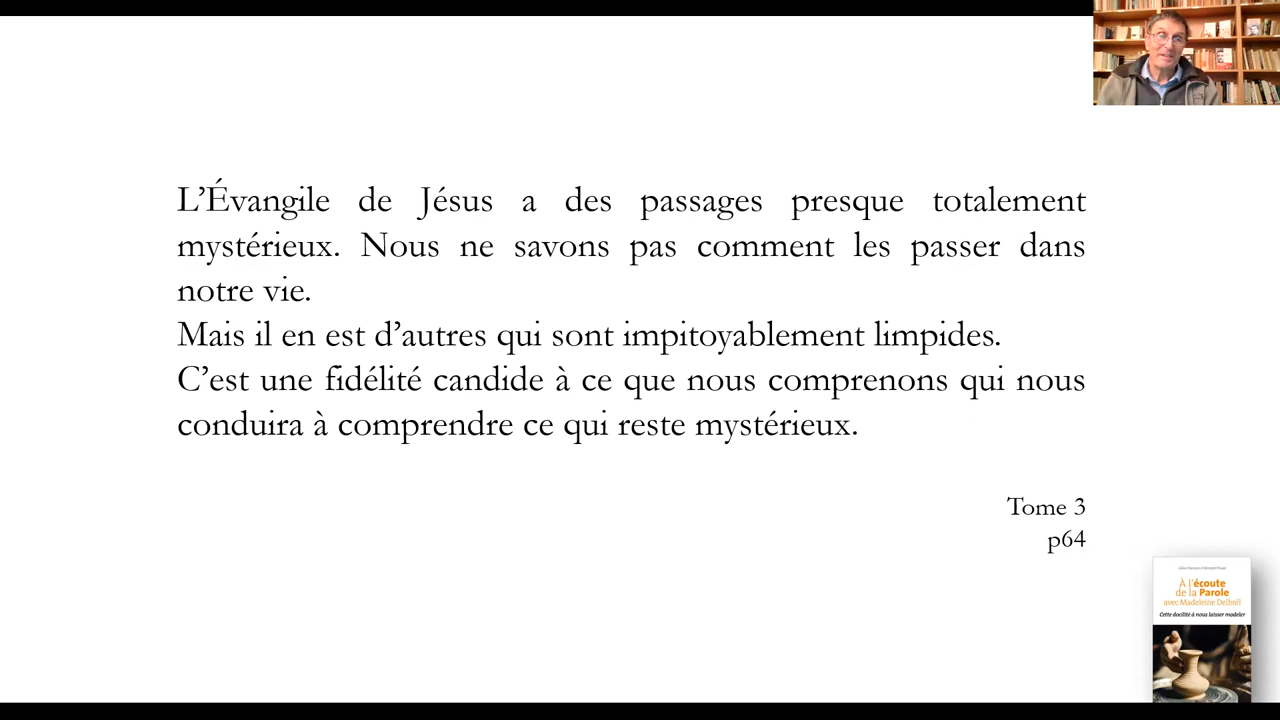 L’Évangile de Jésus a des passages presque totalement
mystérieux. Nous ne savons pas comment les passer dans
notre vie.
Mais il en est d’autres qui sont impitoyablement limpides.
C’est une fidélité candide à ce que nous comprenons qui nous
conduira à comprendre ce qui reste mystérieux.
Tome 3
p64
À l’écoute
de la Parole
avec Madeleine Delbrêl
Cette docilité à nous laisser modeler